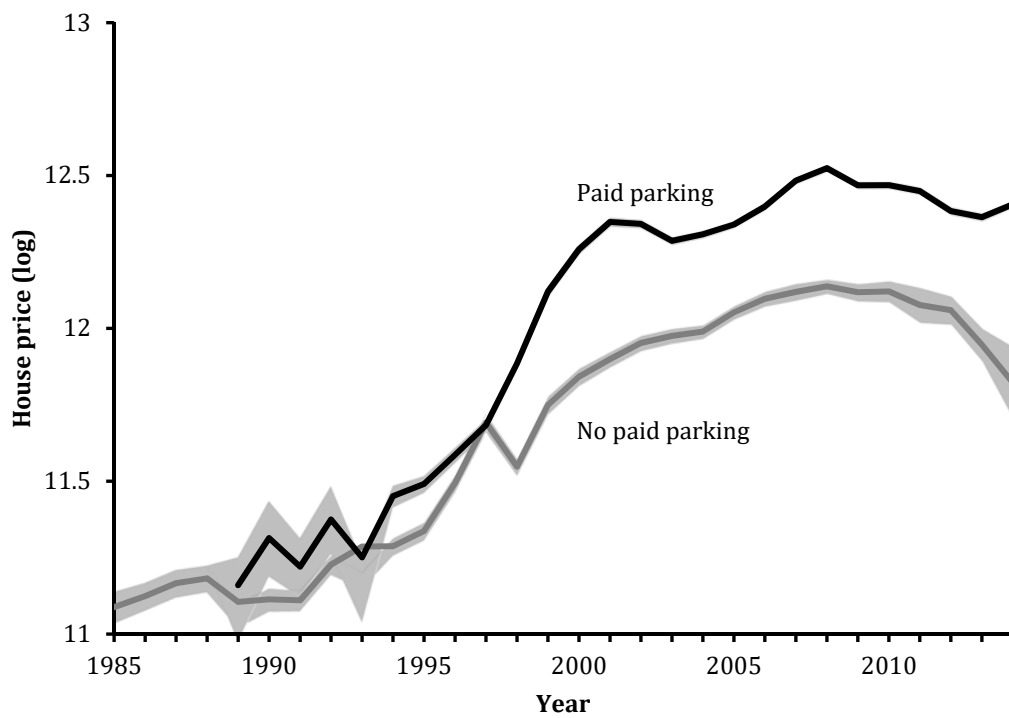 13
12.5
Paid parking
House price (log)
12
No paid parking
11.5
11
1985 1990 1995 2000 2005 2010
Year